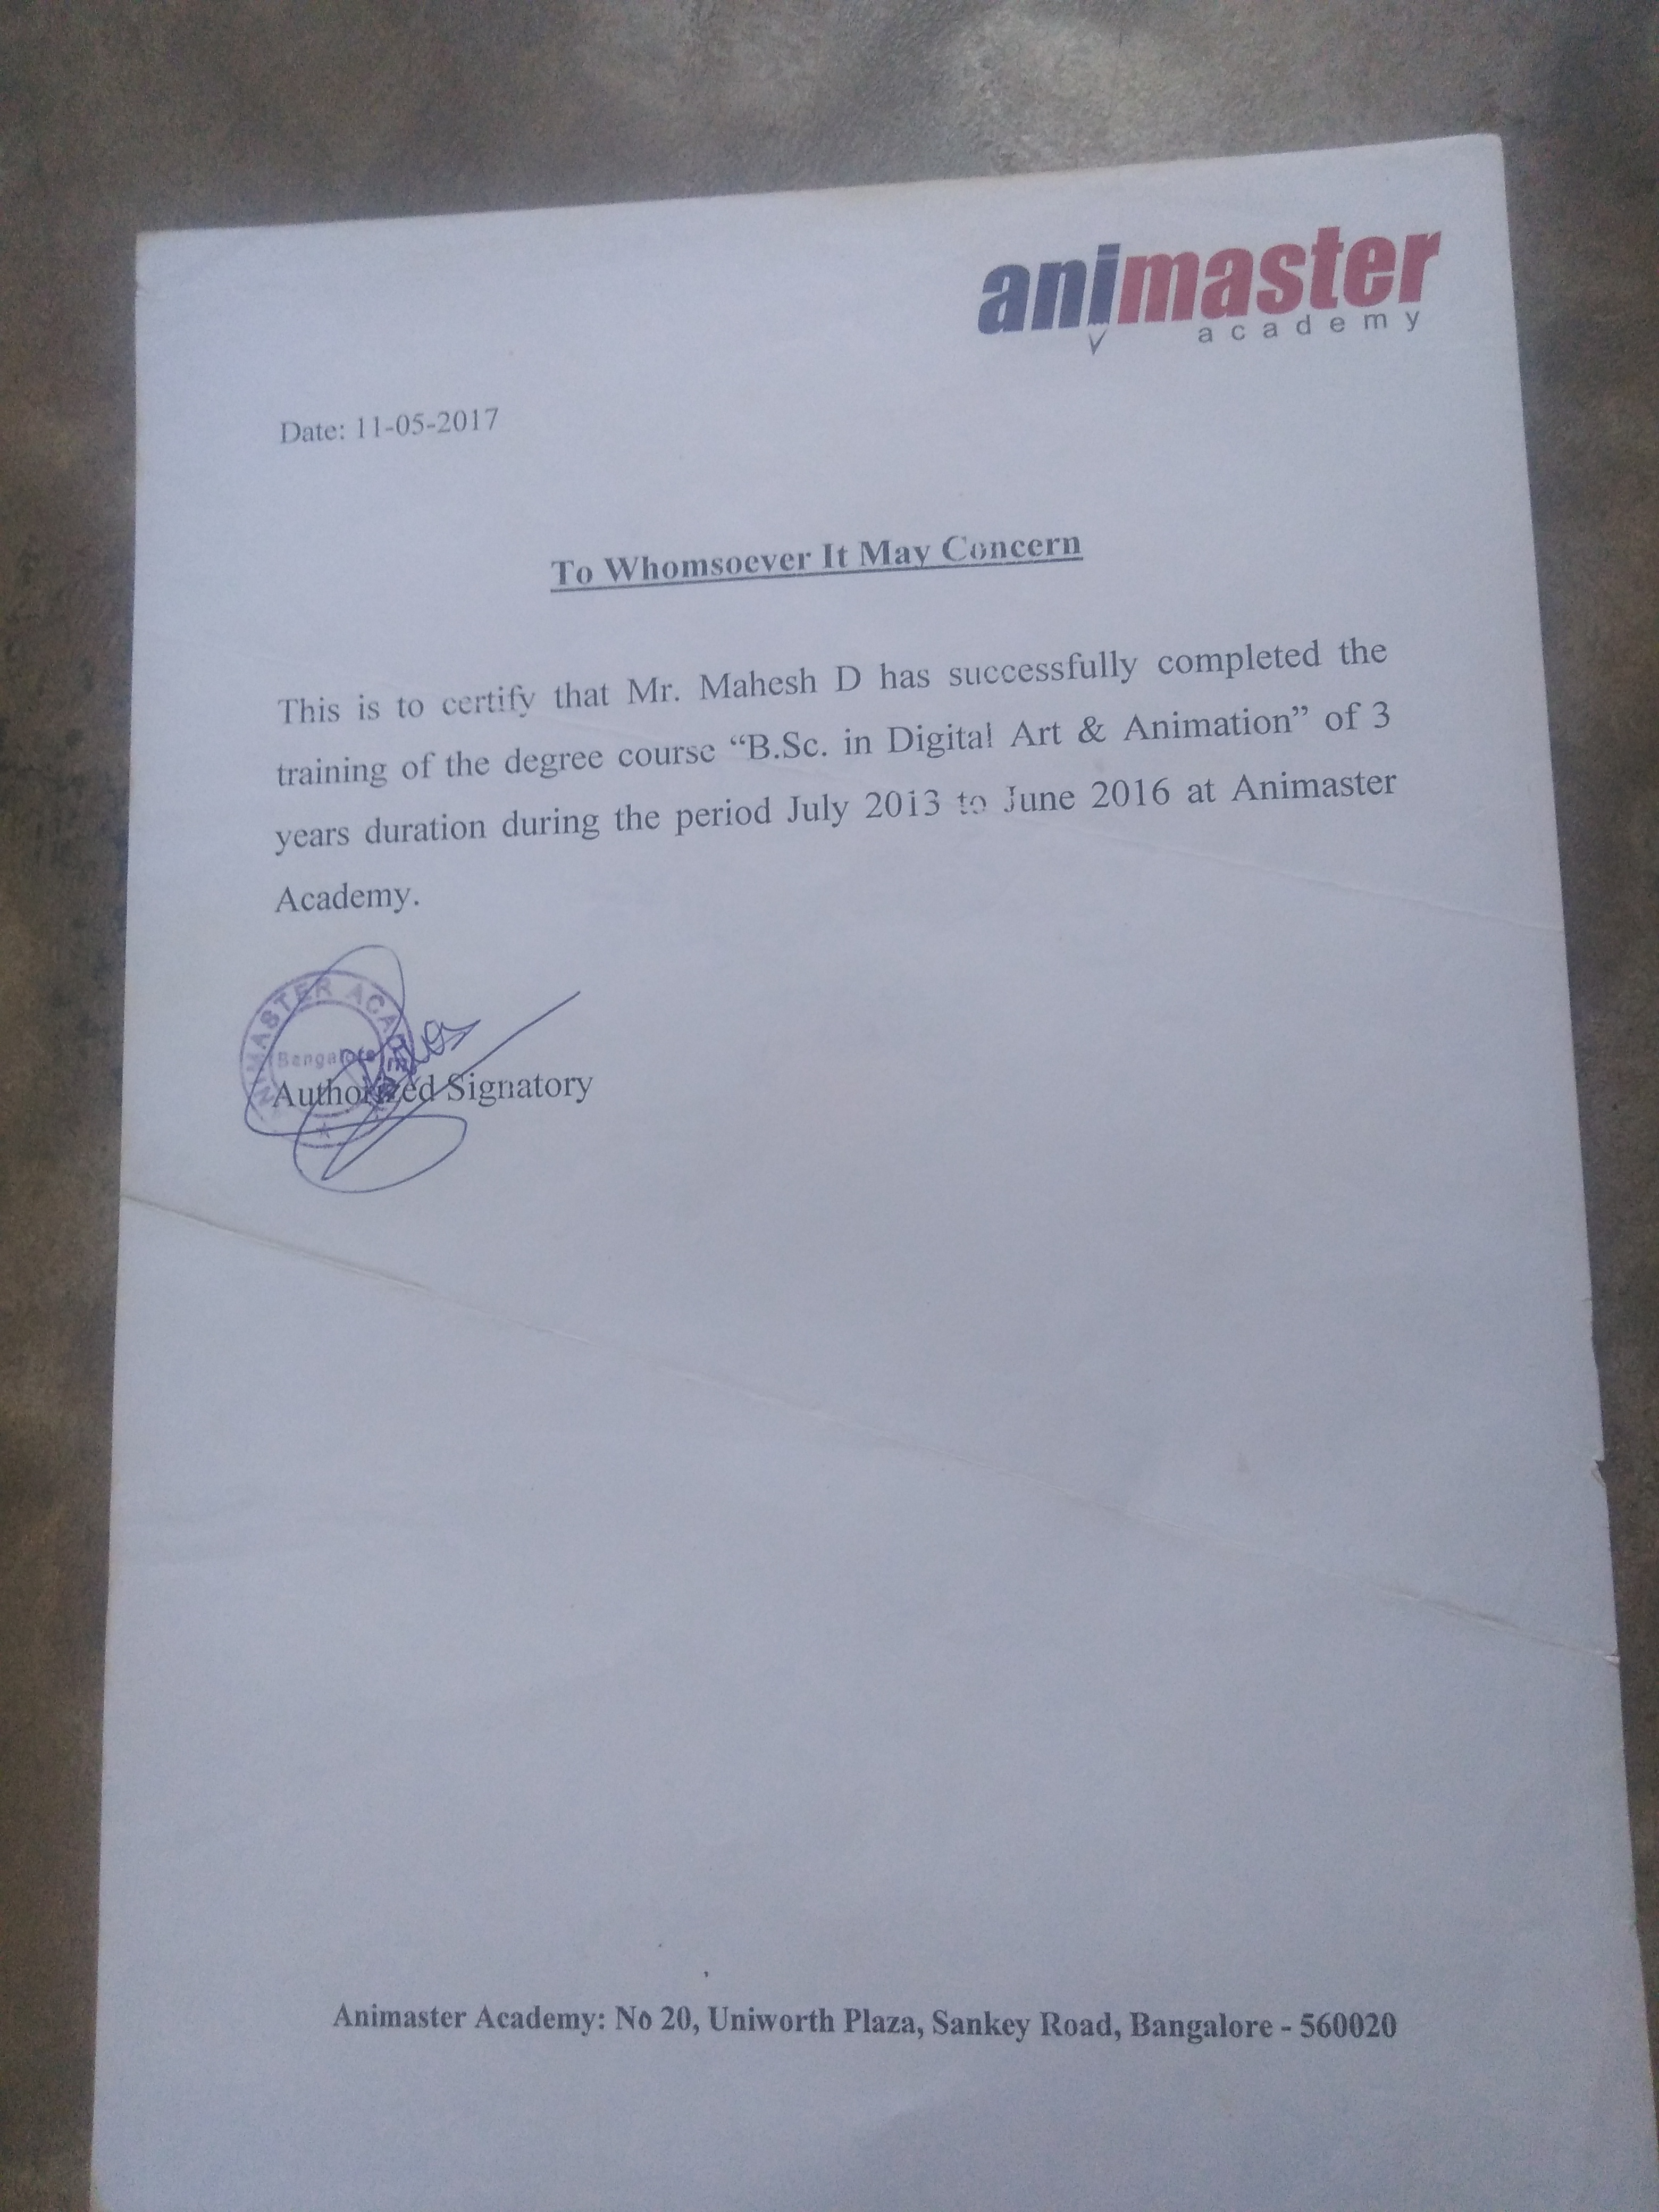 animaster
academy
Date: 11-05-2017
To Whomsoever It May Concern
This is to certify that Mr. Mahesh D has successfully completed the
training of the degree course “B.Sc. in Digital Art & Animation” of 3
years duration during the period July 2013 to June 2016 at Animaster
Academy.
ANIMASTER ACADEMY
Bangalore
Authorized Signatory
Animaster Academy: No 20, Uniworth Plaza, Sankey Road, Bangalore - 560020